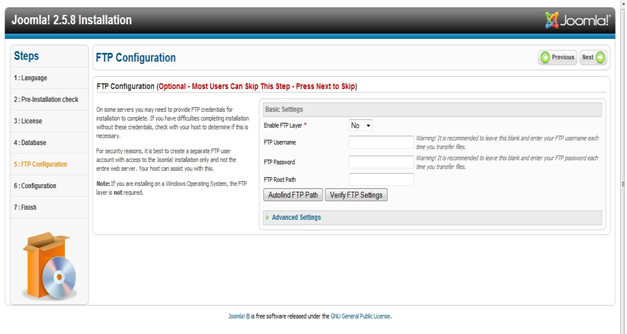 Joomla! 2.5.8 Installation
Joomla!
Steps
1 : Language
2 : Pre-Installation check
3 : License
4 : Database
5 : FTP Configuration
6 : Configuration
7 : Finish
FTP Configuration
Previous
Next
FTP Configuration (Optional - Most Users Can Skip This Step - Press Next to Skip)
On some servers you may need to provide FTP credentials for
installation to complete. If you have difficulties completing installation
without these credentials, check with your host to determine if this is
necessary.
For security reasons, it is best to create a separate FTP user
account with access to the Joomla! installation only and not the
entire web server. Your host can assist you with this.
Note: If you are installing on a Windows Operating System, the FTP
layer is not required.
Basic Settings
Enable FTP Layer * No
FTP Username
Warning! It is recommended to leave this blank and enter your FTP username each
time you transfer files.
FTP Password
Warning! It is recommended to leave this blank and enter your FTP password each
time you transfer files.
FTP Root Path
Autofind FTP Path
Verify FTP Settings
Advanced Settings
Joomla! ® is free software released under the GNU General Public License.